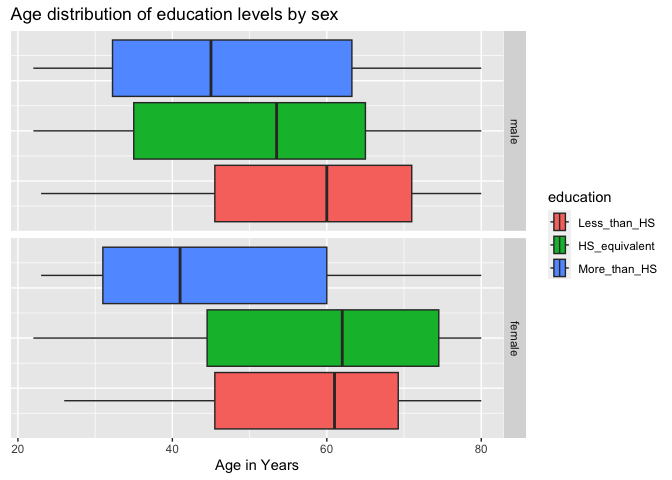 Age distribution of education levels by sex
male
female
20
40
60
80
Age in Years
education
Less_than_HS
HS_equivalent
More_than_HS